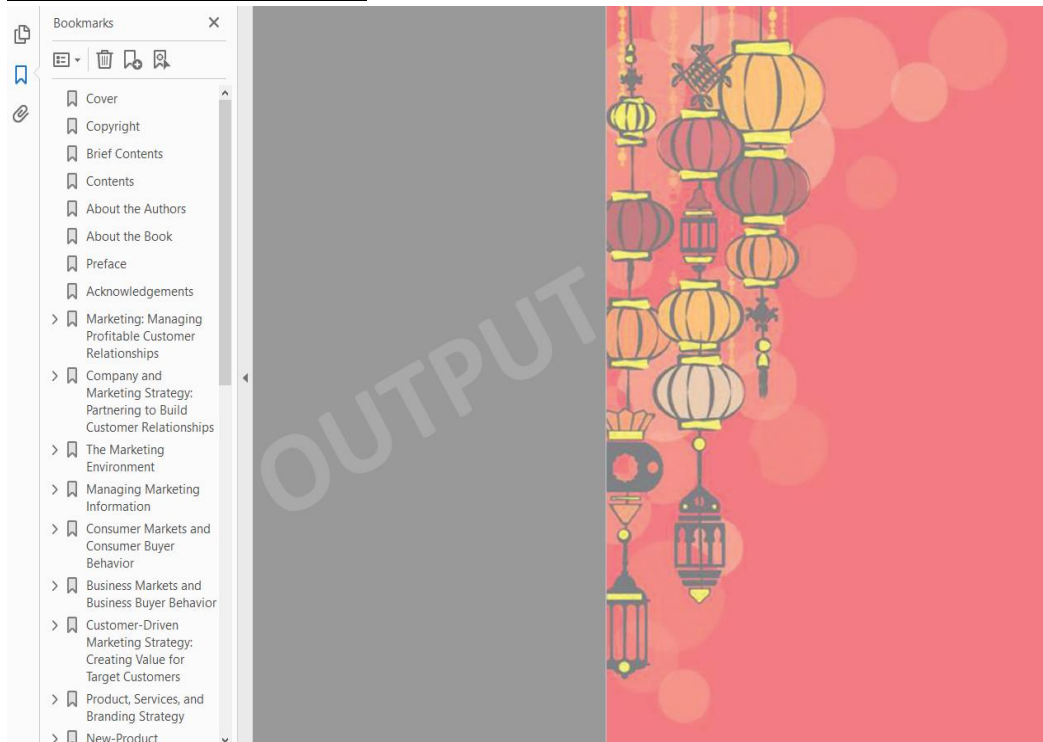 Bookmarks
Cover
Copyright
Brief Contents
Contents
About the Authors
About the Book
Preface
Acknowledgements
Marketing: Managing
Profitable Customer
Relationships
Company and
Marketing Strategy:
Partnering to Build
Customer Relationships
The Marketing
Environment
Managing Marketing
Information
Consumer Markets and
Consumer Buyer
Behavior
Business Markets and
Business Buyer Behavior
Customer-Driven
Marketing Strategy:
Creating Value for
Target Customers
Product, Services, and
Branding Strategy
New-Product
OUTPUT